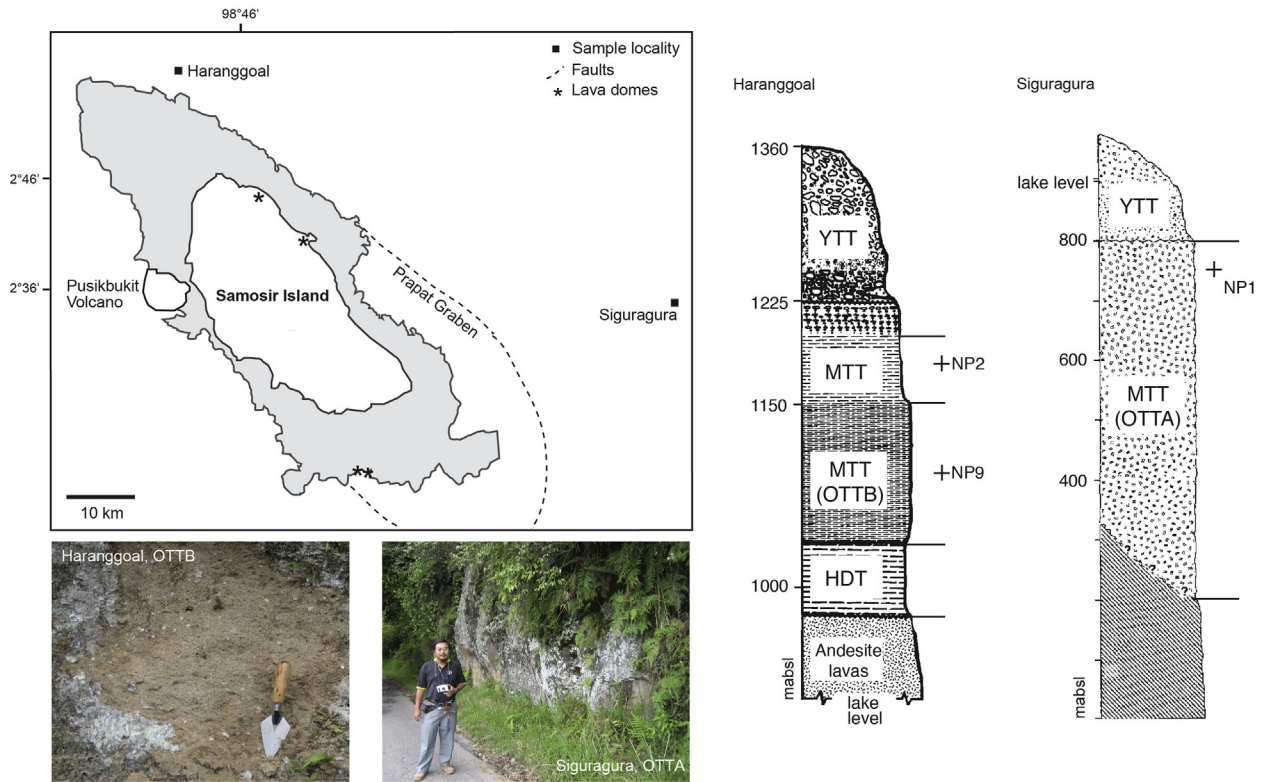 98°46'
Sample locality
Faults
Lava domes
Haranggoal
2°46'
2°36'
Pusikbukit
Volcano
Samosir Island
Prapat Graben
Siguragura
10 km
Haranggoal, OTTB
Siguragura, OTTA
Haranggoal
1360
YTT
1225
MTT
NP2
1150
MTT
(OTTB)
NP9
HDT
1000
Andesite
lavas
mabsl
lake
level
Siguragura
lake level
YTT
800
NP1
600
MTT
(OTTA)
400
?
?
mabsl